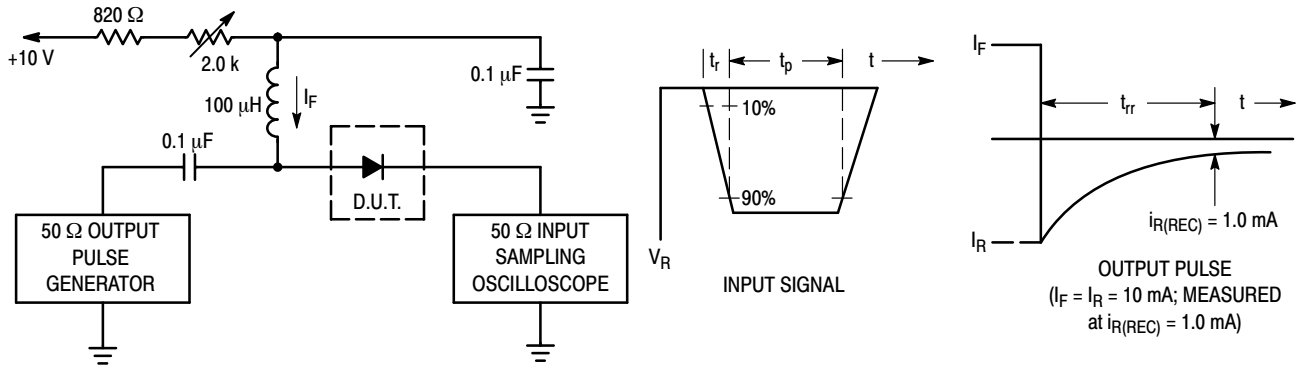 820 Ω
+10 V
2.0 k
100 μH
I_F
0.1 μF
0.1 μF
D.U.T.
50 Ω OUTPUT
PULSE
GENERATOR
50 Ω INPUT
SAMPLING
OSCILLOSCOPE
t_r
t_p
t
10%
90%
V_R
INPUT SIGNAL
I_F
t_rr
t
i_R(REC) = 1.0 mA
I_R
OUTPUT PULSE
(I_F = I_R = 10 mA; MEASURED
at i_R(REC) = 1.0 mA)